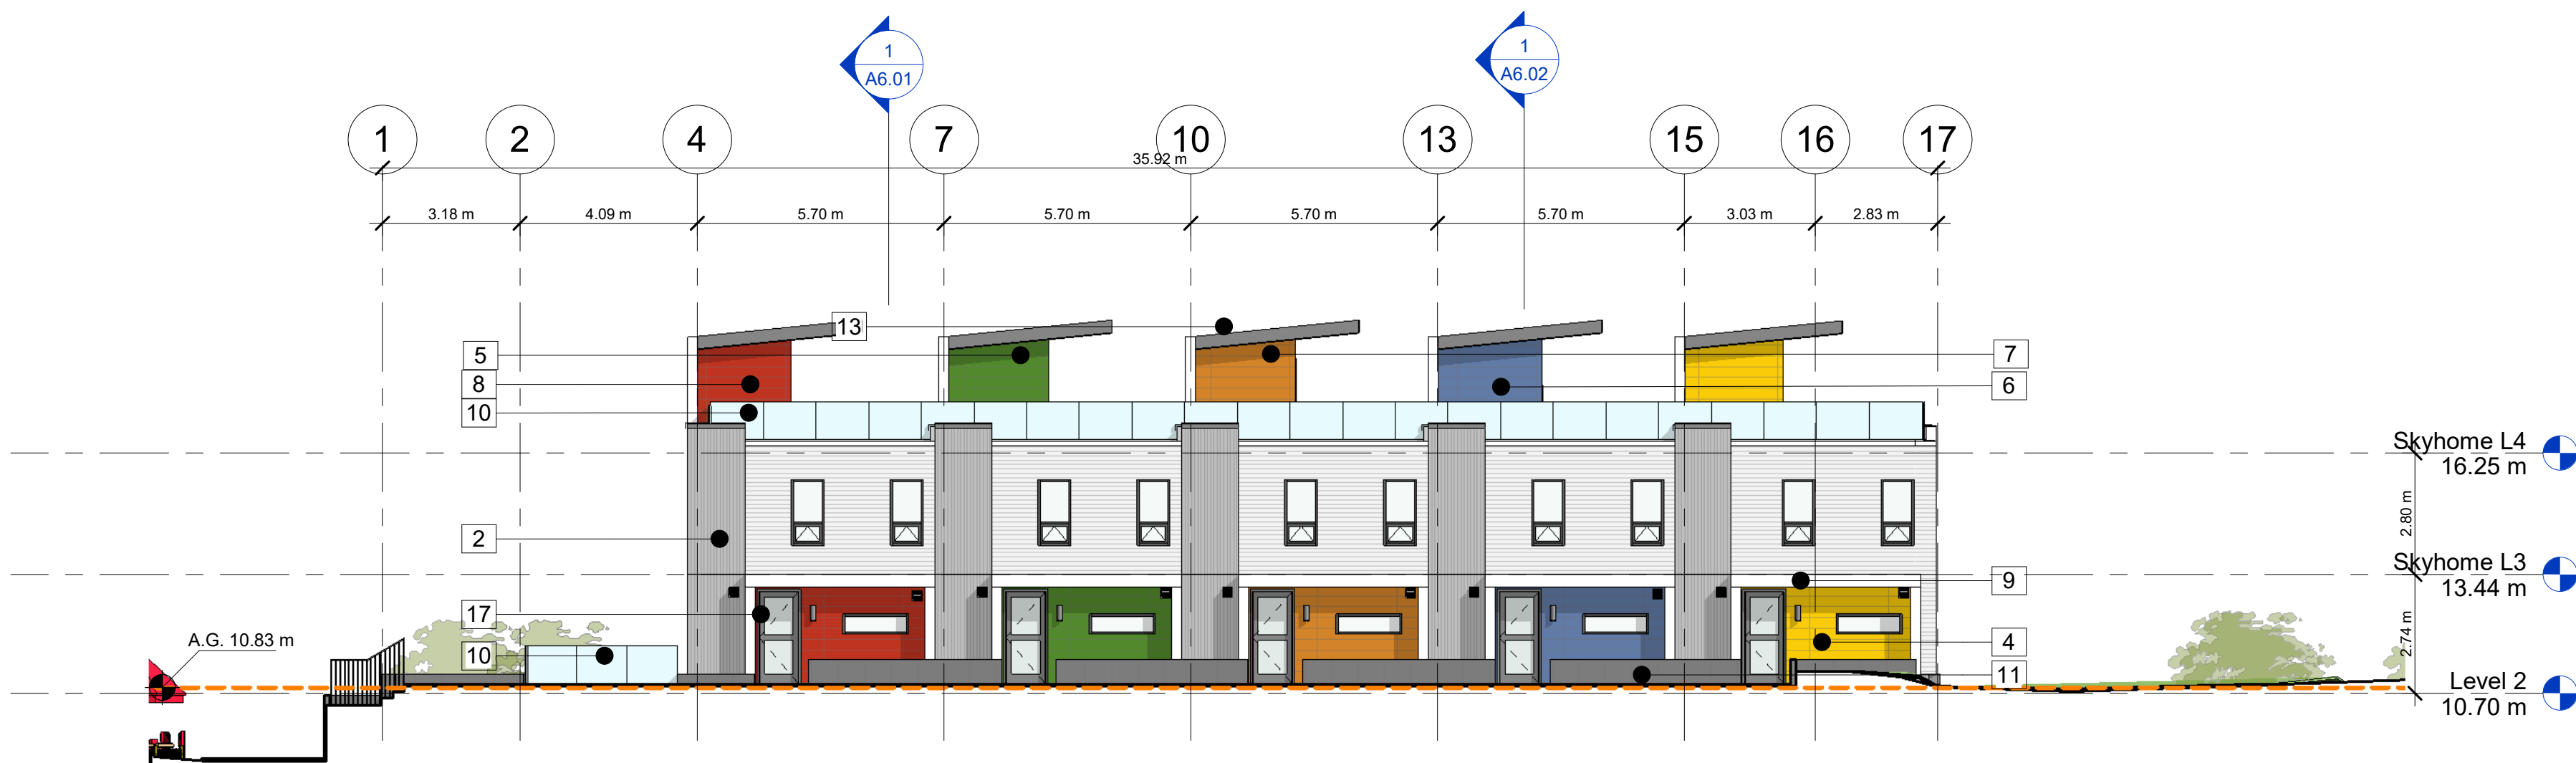 1
A6.01
1
A6.02
1
2
4
7
10
13
15
16
17
35.92 m
3.18 m
4.09 m
5.70 m
5.70 m
5.70 m
5.70 m
3.03 m
2.83 m
13
5
7
8
6
10
Skyhome L4
16.25 m
2.80 m
2
Skyhome L3
13.44 m
9
17
A.G. 10.83 m
4
2.74 m
10
11
Level 2
10.70 m